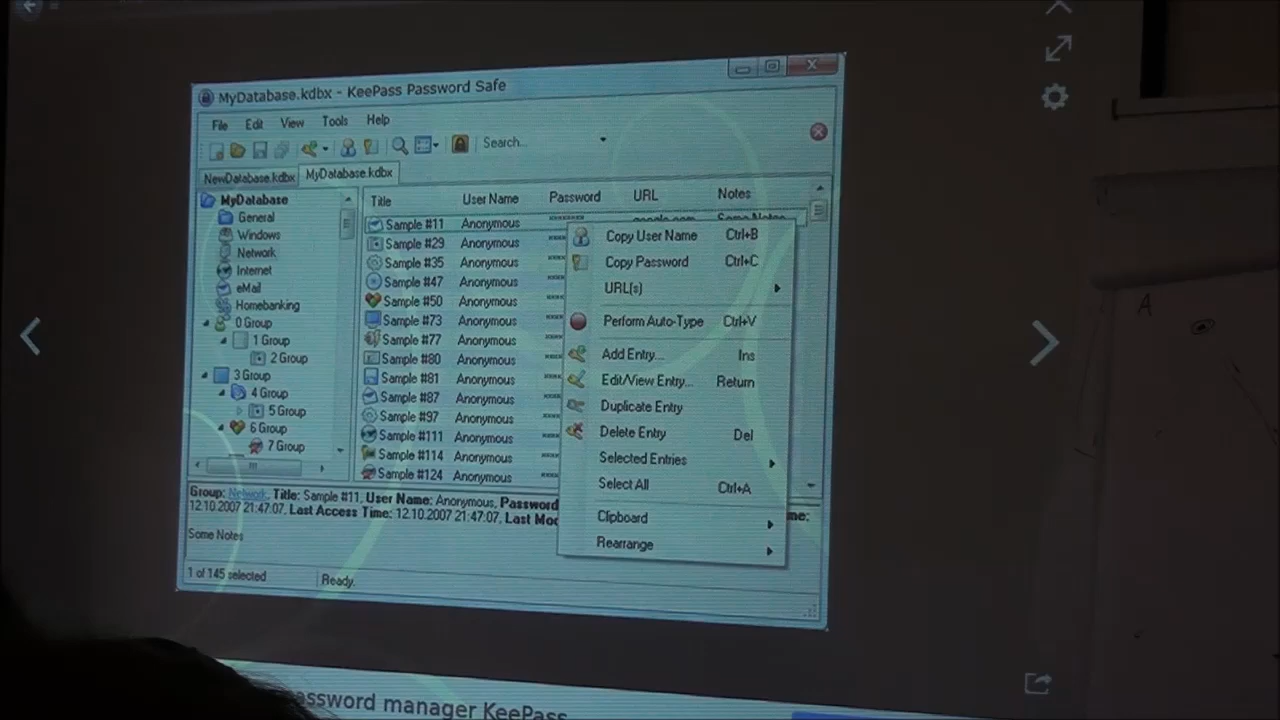 MyDatabase.kdbx - KeePass Password Safe
File Edit View Tools Help
Search...
NewDatabase.kdbx MyDatabase.kdbx
MyDatabase
General
Windows
Network
Internet
eMail
Homebanking
0 Group
1 Group
2 Group
3 Group
4 Group
5 Group
6 Group
7 Group
Title User Name Password URL Notes
Sample #11 Anonymous ******** google.com Some Notes
Sample #29 Anonymous ****
Sample #35 Anonymous ****
Sample #47 Anonymous ****
Sample #50 Anonymous ****
Sample #73 Anonymous ****
Sample #77 Anonymous ****
Sample #80 Anonymous ****
Sample #81 Anonymous ****
Sample #87 Anonymous ****
Sample #97 Anonymous ****
Sample #111 Anonymous ****
Sample #114 Anonymous ****
Sample #124 Anonymous ****
Copy User Name Ctrl+B
Copy Password Ctrl+C
URL(s)
Perform Auto-Type Ctrl+V
Add Entry... Ins
Edit/View Entry... Return
Duplicate Entry
Delete Entry Del
Selected Entries
Select All Ctrl+A
Clipboard
Rearrange
Group: Network, Title: Sample #11, User Name: Anonymous, Password
12.10.2007 21:47:07, Last Access Time: 12.10.2007 21:47:07, Last Mod
me:
Some Notes
1 of 145 selected Ready.
assword manager KeePass
A